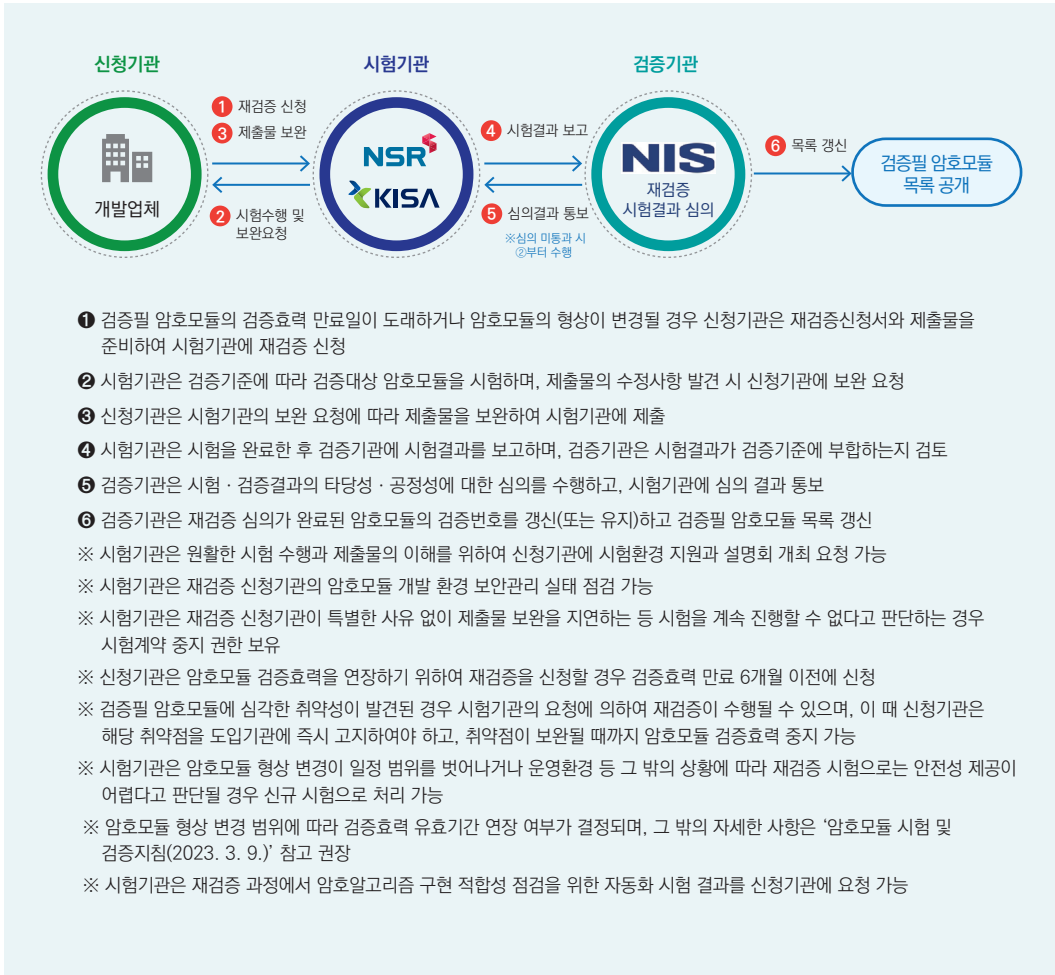 신청기관
시험기관
검증기관
❶ 재검증 신청
❸ 제출물 보완
❹ 시험결과 보고
❻ 목록 갱신
개발업체
NSR
KISA
NIS
재검증
시험결과 심의
검증필 암호모듈
목록 공개
❷ 시험수행 및
보완요청
❺ 심의결과 통보
※심의 미통과 시
②부터 수행
❶ 검증필 암호모듈의 검증효력 만료일이 도래하거나 암호모듈의 형상이 변경될 경우 신청기관은 재검증신청서와 제출물을
준비하여 시험기관에 재검증 신청
❷ 시험기관은 검증기준에 따라 검증대상 암호모듈을 시험하며, 제출물의 수정사항 발견 시 신청기관에 보완 요청
❸ 신청기관은 시험기관의 보완 요청에 따라 제출물을 보완하여 시험기관에 제출
❹ 시험기관은 시험을 완료한 후 검증기관에 시험결과를 보고하며, 검증기관은 시험결과가 검증기준에 부합하는지 검토
❺ 검증기관은 시험 · 검증결과의 타당성 · 공정성에 대한 심의를 수행하고, 시험기관에 심의 결과 통보
❻ 검증기관은 재검증 심의가 완료된 암호모듈의 검증번호를 갱신(또는 유지)하고 검증필 암호모듈 목록 갱신
※ 시험기관은 원활한 시험 수행과 제출물의 이해를 위하여 신청기관에 시험환경 지원과 설명회 개최 요청 가능
※ 시험기관은 재검증 신청기관의 암호모듈 개발 환경 보안관리 실태 점검 가능
※ 시험기관은 재검증 신청기관이 특별한 사유 없이 제출물 보완을 지연하는 등 시험을 계속 진행할 수 없다고 판단하는 경우
시험계약 중지 권한 보유
※ 신청기관은 암호모듈 검증효력을 연장하기 위하여 재검증을 신청할 경우 검증효력 만료 6개월 이전에 신청
※ 검증필 암호모듈에 심각한 취약성이 발견된 경우 시험기관의 요청에 의하여 재검증이 수행될 수 있으며, 이 때 신청기관은
해당 취약점을 도입기관에 즉시 고지하여야 하고, 취약점이 보완될 때까지 암호모듈 검증효력 중지 가능
※ 시험기관은 암호모듈 형상 변경이 일정 범위를 벗어나거나 운영환경 등 그 밖의 상황에 따라 재검증 시험으로는 안전성 제공이
어렵다고 판단될 경우 신규 시험으로 처리 가능
※ 암호모듈 형상 변경 범위에 따라 검증효력 유효기간 연장 여부가 결정되며, 그 밖의 자세한 사항은 ‘암호모듈 시험 및
검증지침(2023. 3. 9.)’ 참고 권장
※ 시험기관은 재검증 과정에서 암호알고리즘 구현 적합성 점검을 위한 자동화 시험 결과를 신청기관에 요청 가능